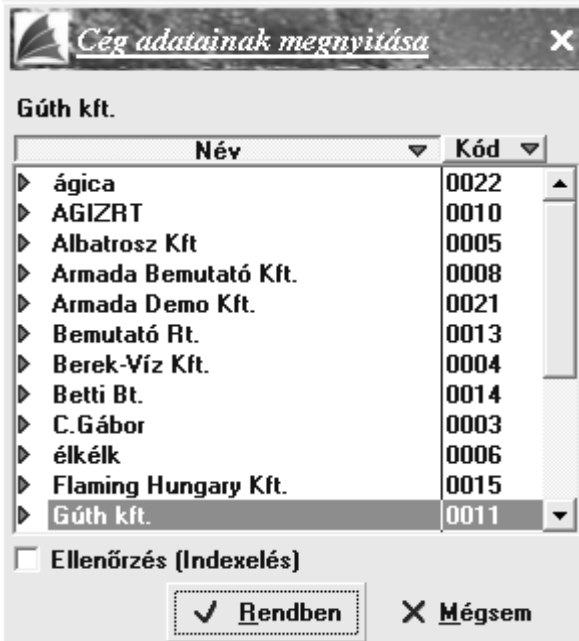 Cég adatainak megnyitása
Gúth kft.
Név Kód
ágica 0022
AGIZRT 0010
Albatrosz Kft 0005
Armada Bemutató Kft. 0008
Armada Demo Kft. 0021
Bemutató Rt. 0013
Berek-Víz Kft. 0004
Betti Bt. 0014
C.Gábor 0003
élkélk 0006
Flaming Hungary Kft. 0015
Gúth kft. 0011
Ellenőrzés (Indexelés)
Rendben Mégsem